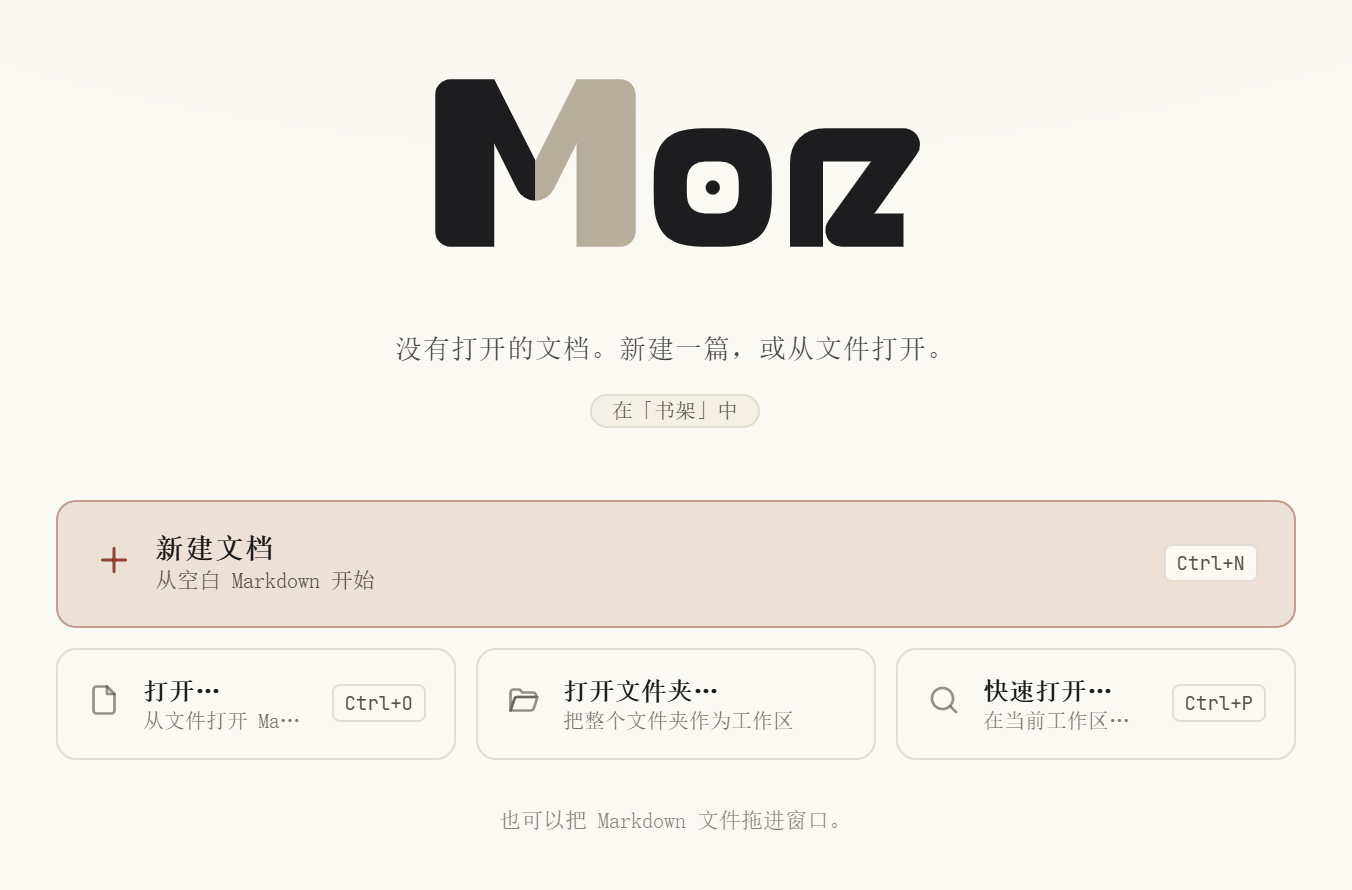 Moz
没有打开的文档。新建一篇，或从文件打开。
在「书架」中
新建文档
从空白 Markdown 开始
Ctrl+N
打开…
从文件打开 Ma…
Ctrl+O
打开文件夹…
把整个文件夹作为工作区
快速打开…
在当前工作区…
Ctrl+P
也可以把 Markdown 文件拖进窗口。